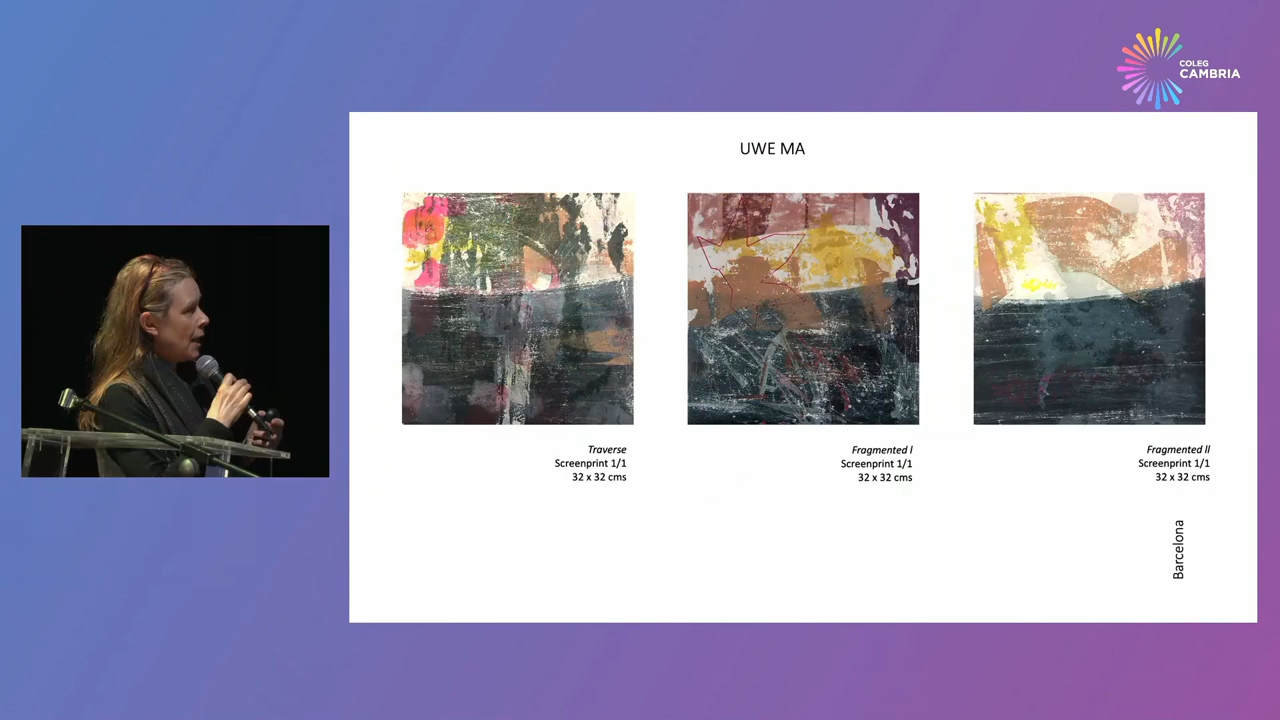 COLEG
CAMBRIA
UWE MA
Traverse
Screenprint 1/1
32 x 32 cms
Fragmented l
Screenprint 1/1
32 x 32 cms
Fragmented ll
Screenprint 1/1
32 x 32 cms
Barcelona